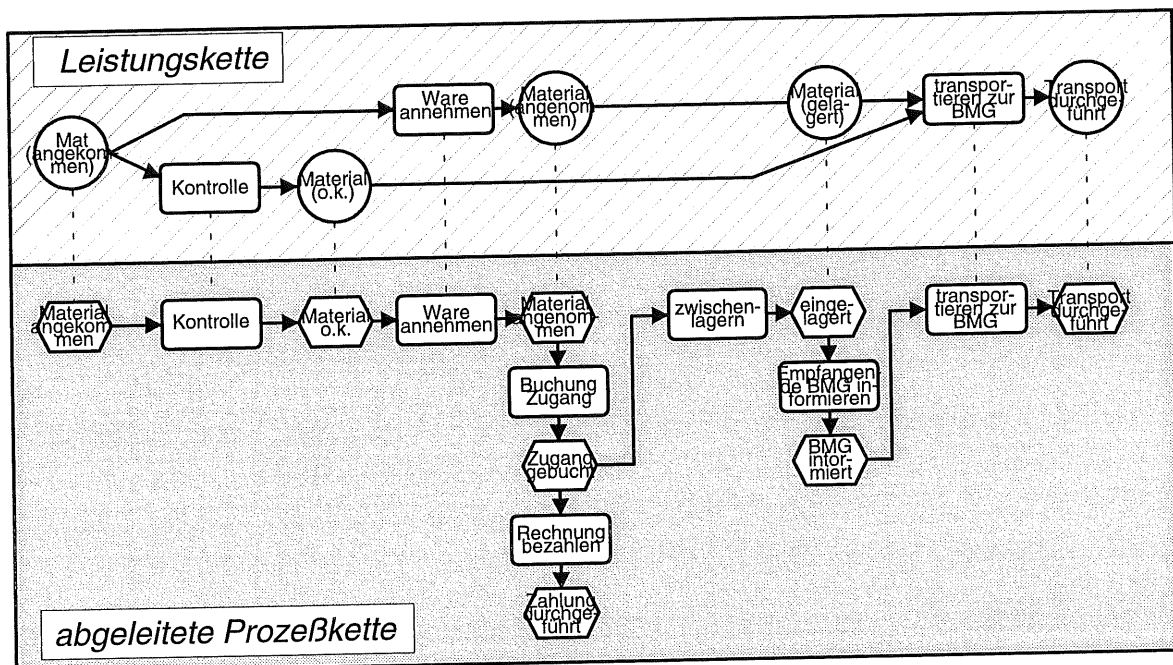 Leistungskette
Mat
(angekom
men)
Kontrolle
Material
(o.k.)
Ware
annehmen
Material
(angenom
men)
Material
(gela-
gert)
transpor-
tieren zur
BMG
Transport
durchge-
führt
Material
angekom
men
Kontrolle
Material
o.k.
Ware
annehmen
Material
angenom
men
Buchung
Zugang
Zugang
gebucht
Rechnung
bezahlen
Zahlung
durchge-
führt
zwischen-
lagern
einge-
lagert
Empfangen
de BMG in-
formieren
BMG
infor-
miert
transpor-
tieren zur
BMG
Transport
durchge-
führt
abgeleitete Prozeßkette